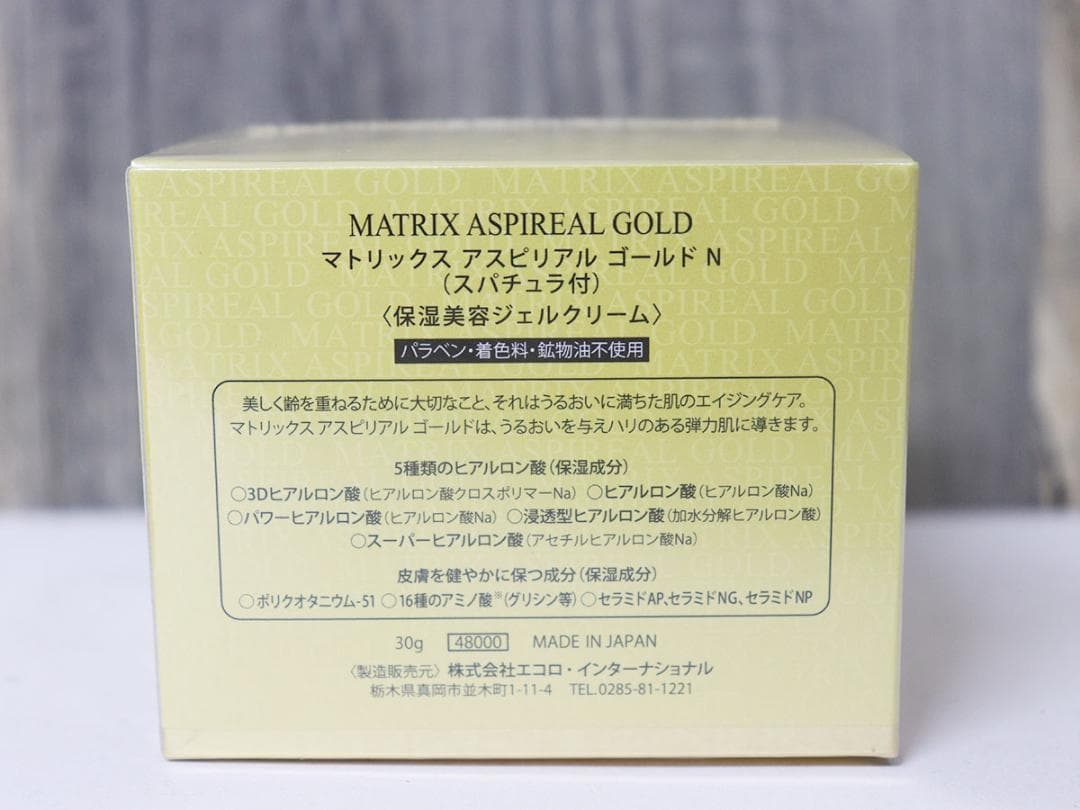 MATRIX ASPIREAL GOLD
マトリックス アスピリアル ゴールド N
(スパチュラ付)
〈保湿美容ジェルクリーム〉
パラベン・着色料・鉱物油不使用
美しく齢を重ねるために大切なこと、それはうるおいに満ちた肌のエイジングケア。
マトリックス アスピリアル ゴールドは、うるおいを与えハリのある弾力肌に導きます。
5種類のヒアルロン酸(保湿成分)
○3Dヒアルロン酸(ヒアルロン酸クロスポリマーNa) ○ヒアルロン酸(ヒアルロン酸Na)
○パワーヒアルロン酸(ヒアルロン酸Na) ○浸透型ヒアルロン酸(加水分解ヒアルロン酸)
○スーパーヒアルロン酸(アセチルヒアルロン酸Na)
皮膚を健やかに保つ成分(保湿成分)
○ポリクオタニウム-51 ○16種のアミノ酸※(グリシン等) ○セラミドAP、セラミドNG、セラミドNP
30g 48000 MADE IN JAPAN
〈製造販売元〉 株式会社エコロ・インターナショナル
栃木県真岡市並木町1-11-4 TEL.0285-81-1221